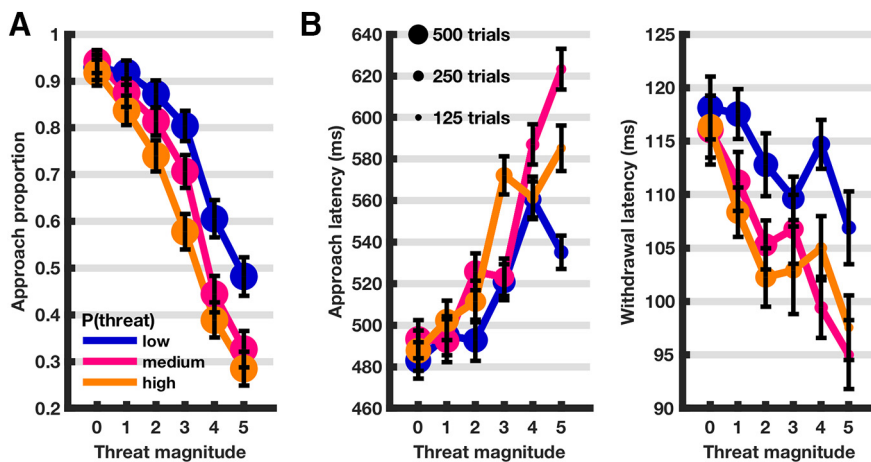 A
Approach proportion
1
0.9
0.8
0.7
0.6
0.5
0.4
0.3
0.2
P(threat)
low
medium
high
0 1 2 3 4 5
Threat magnitude
B
Approach latency (ms)
640
620
600
580
560
540
520
500
480
460
500 trials
250 trials
125 trials
0 1 2 3 4 5
Threat magnitude
Withdrawal latency (ms)
125
120
115
110
105
100
95
90
0 1 2 3 4 5
Threat magnitude